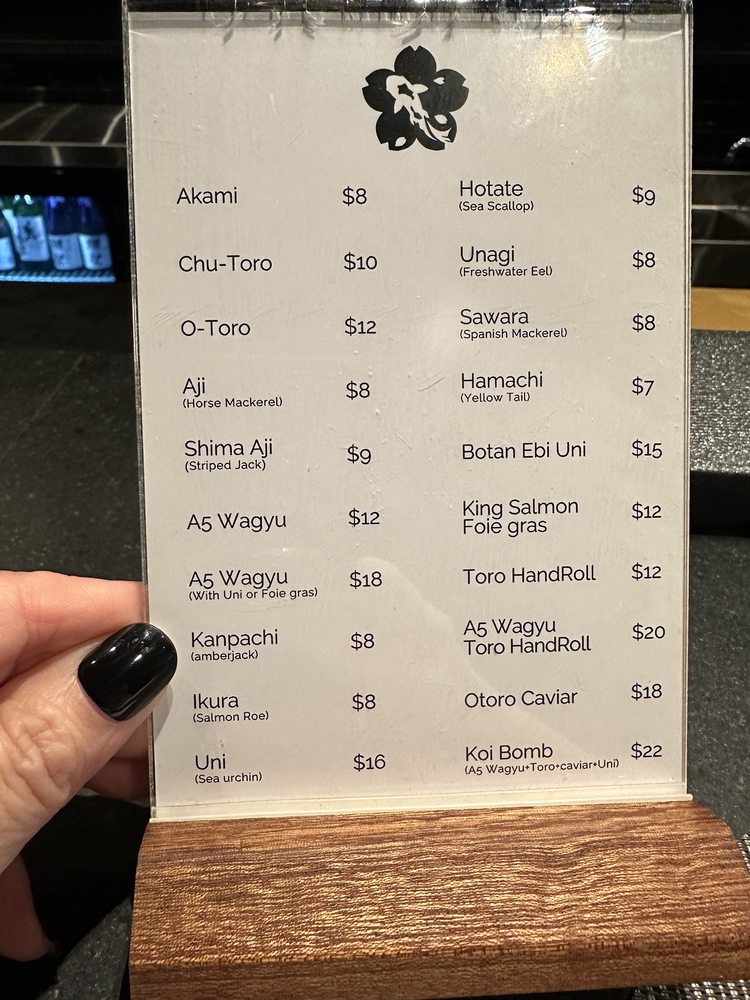 Akami $8
Chu-Toro $10
O-Toro $12
Aji $8
(Horse Mackerel)
Shima Aji $9
(Striped Jack)
A5 Wagyu $12
A5 Wagyu $18
(With Uni or Foie gras)
Kanpachi $8
(amberjack)
Ikura $8
(Salmon Roe)
Uni $16
(Sea urchin)
Hotate $9
(Sea Scallop)
Unagi $8
(Freshwater Eel)
Sawara $8
(Spanish Mackerel)
Hamachi $7
(Yellow Tail)
Botan Ebi Uni $15
King Salmon $12
Foie gras
Toro HandRoll $12
A5 Wagyu $20
Toro HandRoll
Otoro Caviar $18
Koi Bomb $22
(A5 Wagyu+Toro+caviar+Uni)